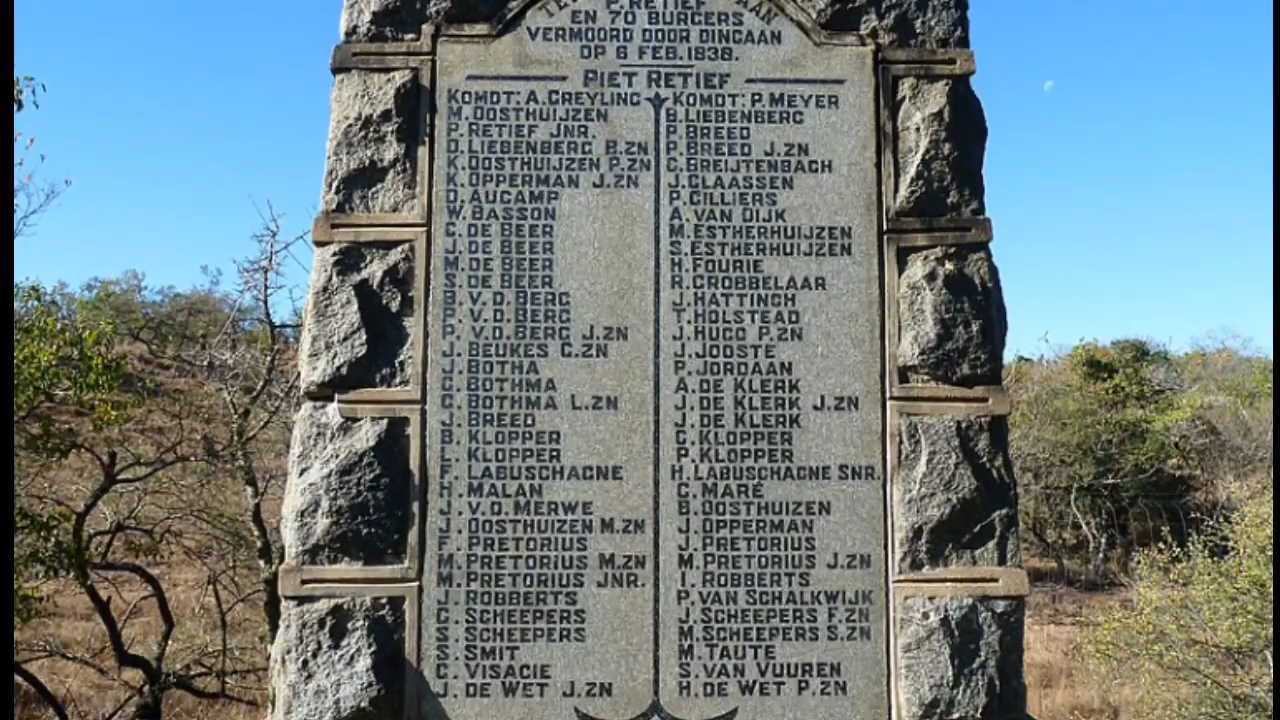 P. RETIEF
EN 70 BURGERS
VERMOORD DOOR DINGAAN
OP 6 FEB. 1838.
PIET RETIEF
KOMDT: A. GREYLING
M. OOSTHUIJZEN
P. RETIEF JNR.
D. LIEBENBERG B.ZN
K. OOSTHUIJZEN P.ZN
K. OPPERMAN J.ZN
D. AUCAMP
W. BASSON
C. DE BEER
J. DE BEER
M. DE BEER
S. DE BEER
B. V.D. BERG
P. V.D. BERG
P. V.D. BERG J.ZN
J. BEUKES G.ZN
J. BOTHA
C. BOTHMA
C. BOTHMA L.ZN
J. BREED
B. KLOPPER
L. KLOPPER
F. LABUSCHAGNE
H. MALAN
J. V.D. MERWE
J. OOSTHUIZEN M.ZN
F. PRETORIUS
M. PRETORIUS M.ZN
M. PRETORIUS JNR.
J. ROBBERTS
G. SCHEEPERS
S. SCHEEPERS
S. SMIT
C. VISAGIE
J. DE WET J.ZN
KOMDT: P. MEYER
B. LIEBENBERG
P. BREED
P. BREED J.ZN
C. BREIJTENBACH
J. CLAASSEN
P. CILLIERS
A. VAN DIJK
M. ESTHERHUIJZEN
S. ESTHERHUIJZEN
H. FOURIE
R. GROBBELAAR
J. HATTINGH
T. HOLSTEAD
J. HUGO P.ZN
J. JOOSTE
P. JORDAAN
A. DE KLERK
J. DE KLERK J.ZN
J. DE KLERK
C. KLOPPER
P. KLOPPER
H. LABUSCHAGNE SNR.
C. MARÉ
B. OOSTHUIZEN
J. OPPERMAN
J. PRETORIUS
M. PRETORIUS J.ZN
I. ROBBERTS
P. VAN SCHALKWIJK
J. SCHEEPERS F.ZN
M. SCHEEPERS S.ZN
M. TAUTE
S. VAN VUUREN
H. DE WET P.ZN